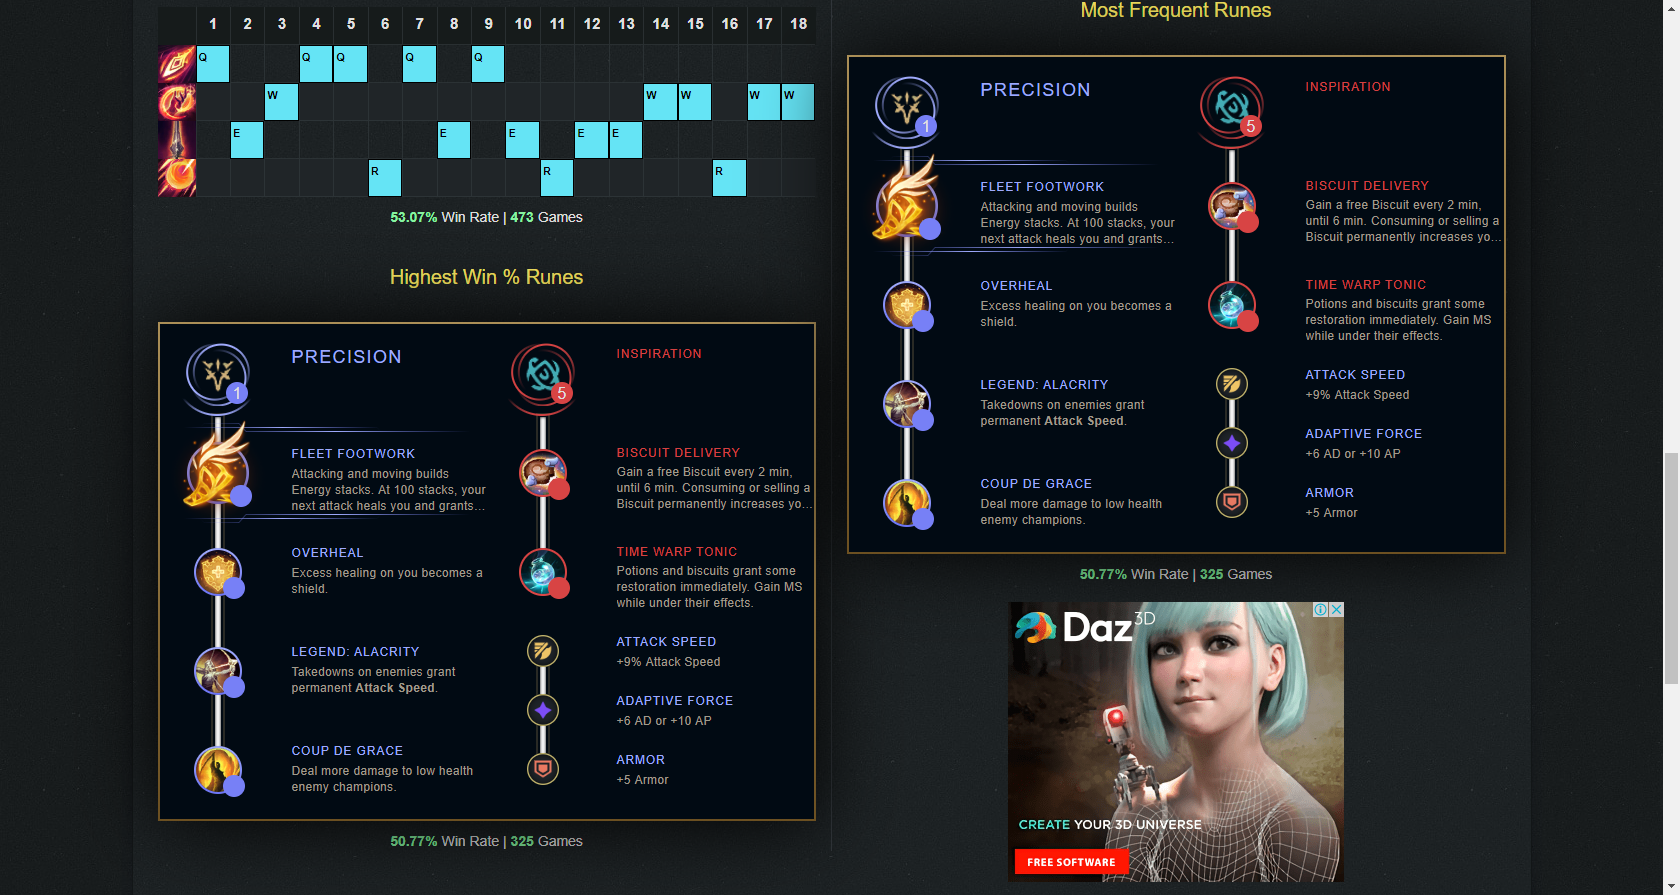 1 2 3 4 5 6 7 8 9 10 11 12 13 14 15 16 17 18
Q Q Q Q Q
W W W W W
E E E E E
R R R
53.07% Win Rate | 473 Games
Highest Win % Runes
PRECISION
1
FLEET FOOTWORK
Attacking and moving builds
Energy stacks. At 100 stacks, your
next attack heals you and grants...
OVERHEAL
Excess healing on you becomes a
shield.
LEGEND: ALACRITY
Takedowns on enemies grant
permanent Attack Speed.
COUP DE GRACE
Deal more damage to low health
enemy champions.
INSPIRATION
5
BISCUIT DELIVERY
Gain a free Biscuit every 2 min,
until 6 min. Consuming or selling a
Biscuit permanently increases yo...
TIME WARP TONIC
Potions and biscuits grant some
restoration immediately. Gain MS
while under their effects.
ATTACK SPEED
+9% Attack Speed
ADAPTIVE FORCE
+6 AD or +10 AP
ARMOR
+5 Armor
50.77% Win Rate | 325 Games
Most Frequent Runes
PRECISION
1
FLEET FOOTWORK
Attacking and moving builds
Energy stacks. At 100 stacks, your
next attack heals you and grants...
OVERHEAL
Excess healing on you becomes a
shield.
LEGEND: ALACRITY
Takedowns on enemies grant
permanent Attack Speed.
COUP DE GRACE
Deal more damage to low health
enemy champions.
INSPIRATION
5
BISCUIT DELIVERY
Gain a free Biscuit every 2 min,
until 6 min. Consuming or selling a
Biscuit permanently increases yo...
TIME WARP TONIC
Potions and biscuits grant some
restoration immediately. Gain MS
while under their effects.
ATTACK SPEED
+9% Attack Speed
ADAPTIVE FORCE
+6 AD or +10 AP
ARMOR
+5 Armor
50.77% Win Rate | 325 Games
Daz 3D
CREATE YOUR 3D UNIVERSE
FREE SOFTWARE